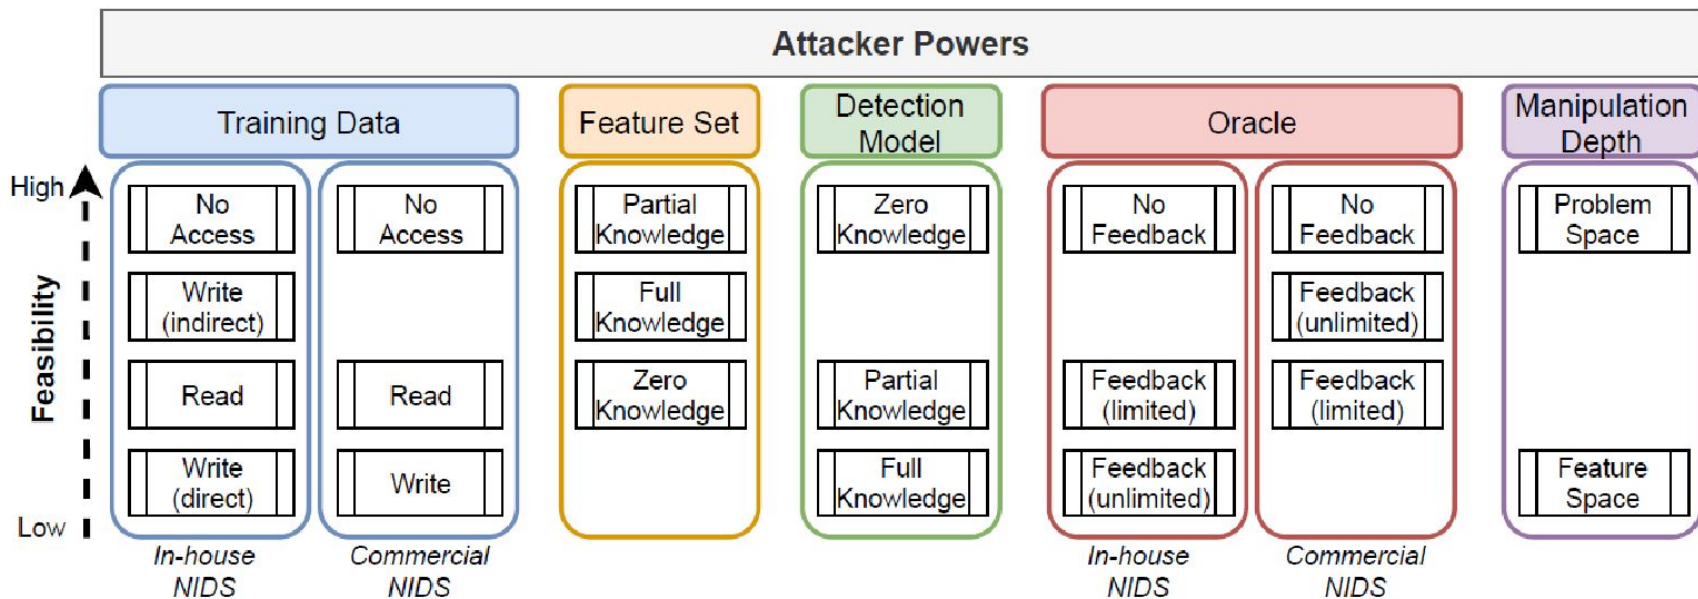 Attacker Powers
Training Data
Feature Set
Detection
Model
Oracle
Manipulation
Depth
High
Feasibility
Low
No
Access
Write
(indirect)
Read
Write
(direct)
In-house
NIDS
No
Access
Read
Write
Commercial
NIDS
Partial
Knowledge
Full
Knowledge
Zero
Knowledge
Zero
Knowledge
Partial
Knowledge
Full
Knowledge
No
Feedback
Feedback
(limited)
Feedback
(unlimited)
In-house
NIDS
No
Feedback
Feedback
(unlimited)
Feedback
(limited)
Commercial
NIDS
Problem
Space
Feature
Space